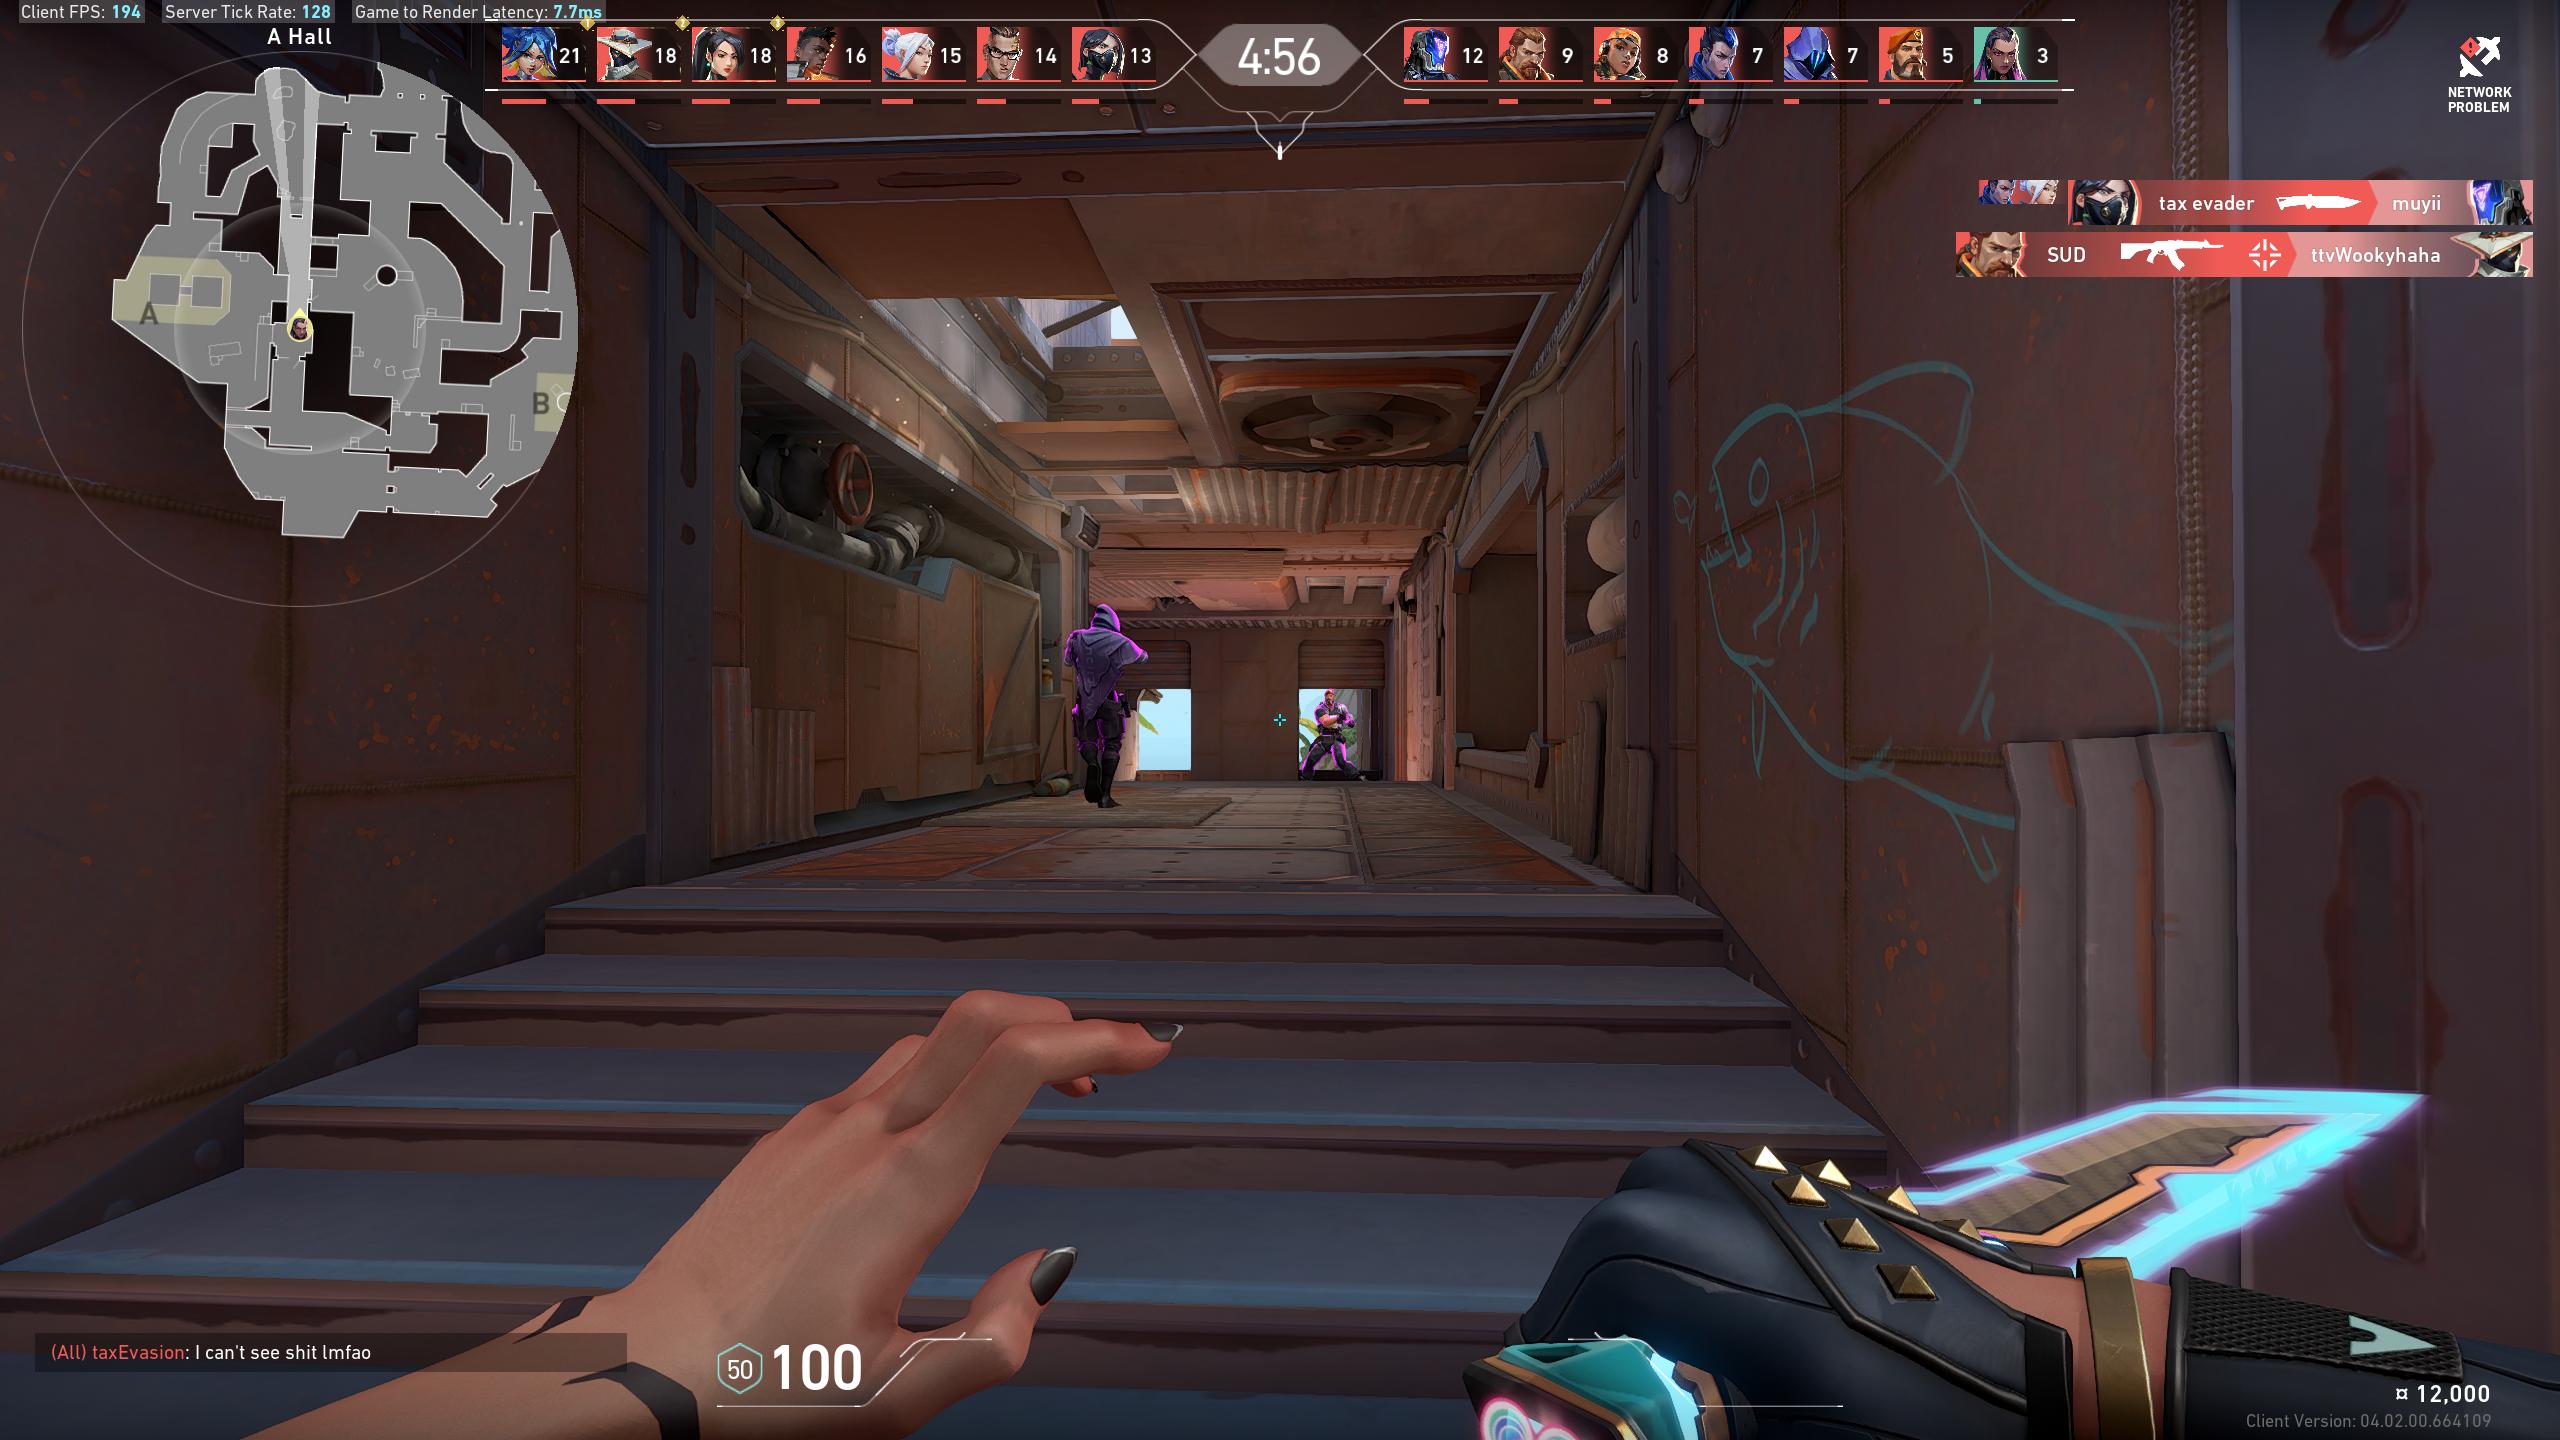 Client FPS: 194 Server Tick Rate: 128 Game to Render Latency: 7.7ms
A Hall
21 18 18 16 15 14 13 4:56 12 9 8 7 7 5 3
NETWORK
PROBLEM
tax evader muyii
SUD ttvWookyhaha
A
B
(All) taxEvasion: I can't see shit lmfao
50 100
¤ 12,000
Client Version: 04.02.00.664109